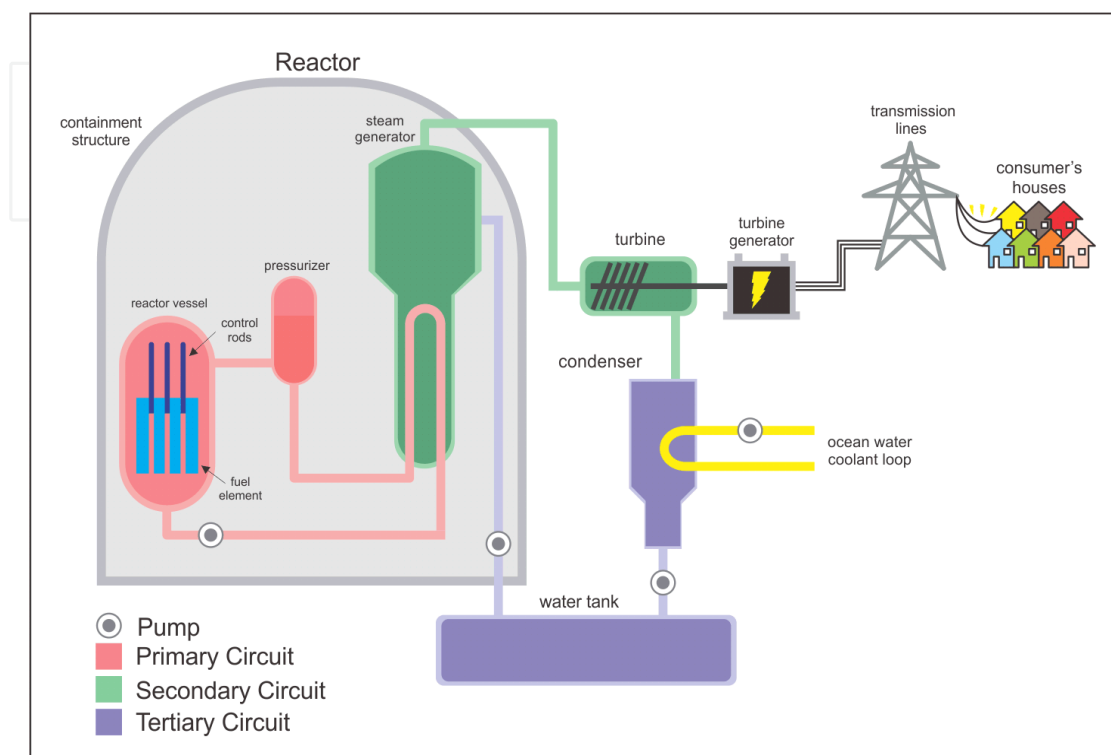 Reactor
containment
structure
steam
generator
transmission
lines
consumer's
houses
turbine
generator
turbine
pressurizer
reactor vessel
control
rods
condenser
ocean water
coolant loop
fuel
element
water tank
Pump
Primary Circuit
Secondary Circuit
Tertiary Circuit